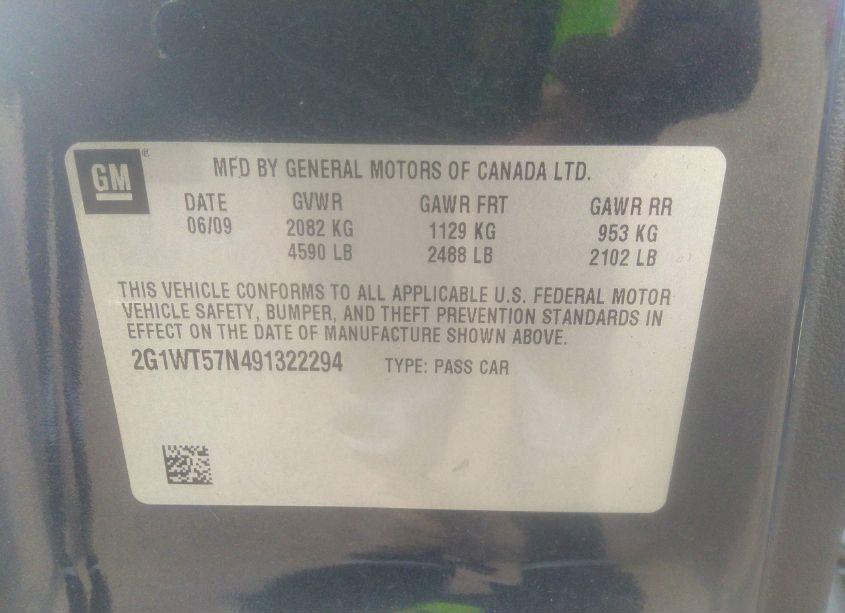 GM®
MFD BY GENERAL MOTORS OF CANADA LTD.
DATE GVWR GAWR FRT GAWR RR
06/09 2082 KG 1129 KG 953 KG
4590 LB 2488 LB 2102 LB
THIS VEHICLE CONFORMS TO ALL APPLICABLE U.S. FEDERAL MOTOR
VEHICLE SAFETY, BUMPER, AND THEFT PREVENTION STANDARDS IN
EFFECT ON THE DATE OF MANUFACTURE SHOWN ABOVE.
2G1WT57N491322294 TYPE: PASS CAR